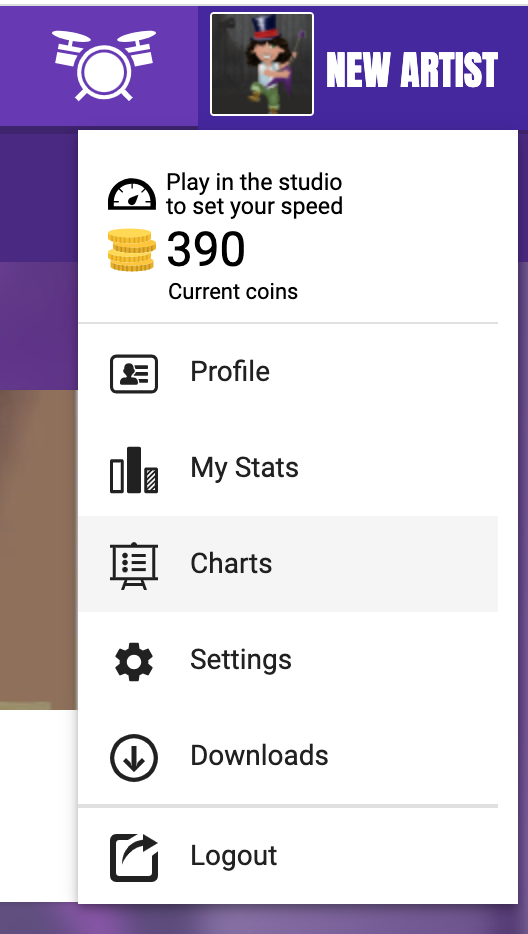 NEW ARTIST
Play in the studio
to set your speed
390
Current coins
Profile
My Stats
Charts
Settings
Downloads
Logout